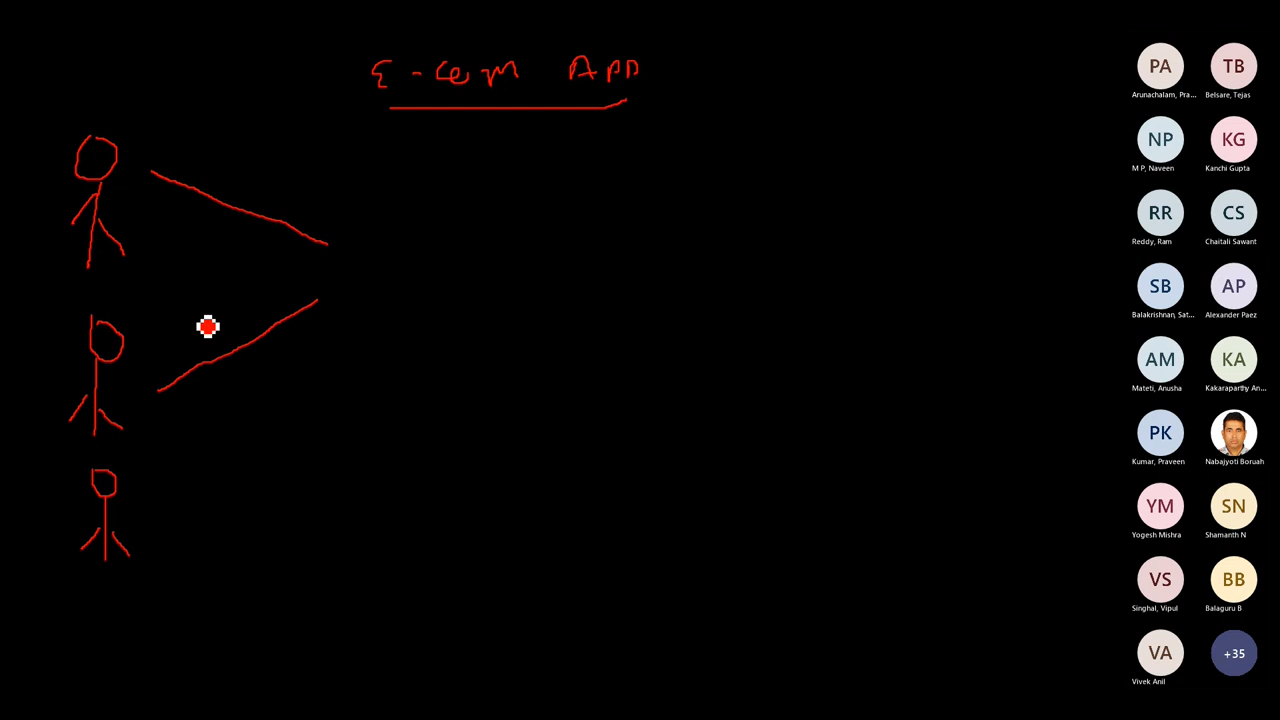 E-com App
PA TB
Arunachalam, Pra... Belsare, Tejas
NP KG
M P, Naveen Kanchi Gupta
RR CS
Reddy, Ram Chaitali Sawant
SB AP
Balakrishnan, Sat... Alexander Paez
AM KA
Mateti, Anusha Kakaraparthy An...
PK
Kumar, Praveen Nabajyoti Boruah
YM SN
Yogesh Mishra Shamanth N
VS BB
Singhal, Vipul Balaguru B
VA +35
Vivek Anil